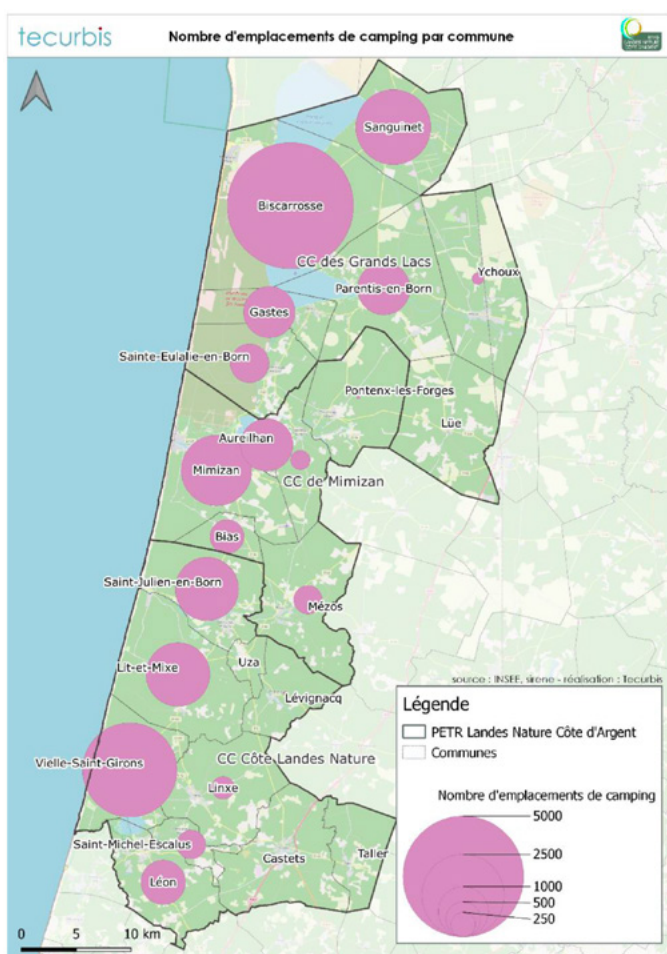 tecurbis
Nombre d'emplacements de camping par commune
Sanguinet
Biscarrosse
CC des Grands Lacs
Ychoux
Parentis-en-Born
Gastes
Sainte-Eulalie-en-Born
Pontenx-les-Forges
Lüe
Aureilhan
Mimizan
CC de Mimizan
Bias
Saint-Julien-en-Born
Mézos
Lit-et-Mixe
Uza
source : INSEE, sirene - réalisation : Tecurbis
Lévignacq
Vielle-Saint-Girons
CC Côte Landes Nature
Linxe
Saint-Michel-Escalus
Castets
Taller
Léon
0 5 10 km
Légende
PETR Landes Nature Côte d'Argent
Communes
Nombre d'emplacements de camping
5000
2500
1000
500
250